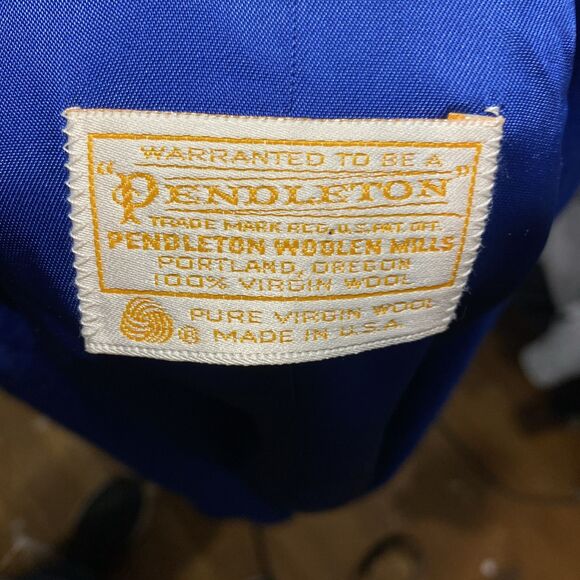 WARRANTED TO BE A
"PENDLETON"
TRADE MARK REG. U.S. PAT. OFF.
PENDLETON WOOLEN MILLS
PORTLAND, OREGON
100% VIRGIN WOOL
PURE VIRGIN WOOL
® MADE IN U.S.A.